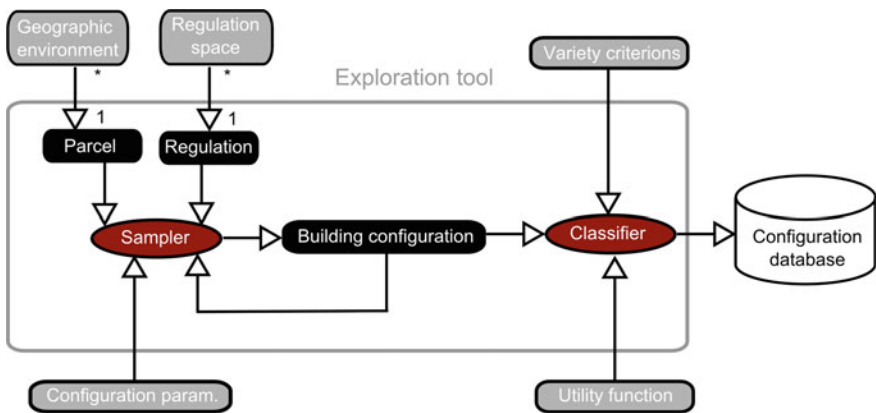 Geographic
environment
Regulation
space
Variety criterions
*
*
Exploration tool
1
1
Parcel
Regulation
Sampler
Building configuration
Classifier
Configuration
database
Configuration param.
Utility function